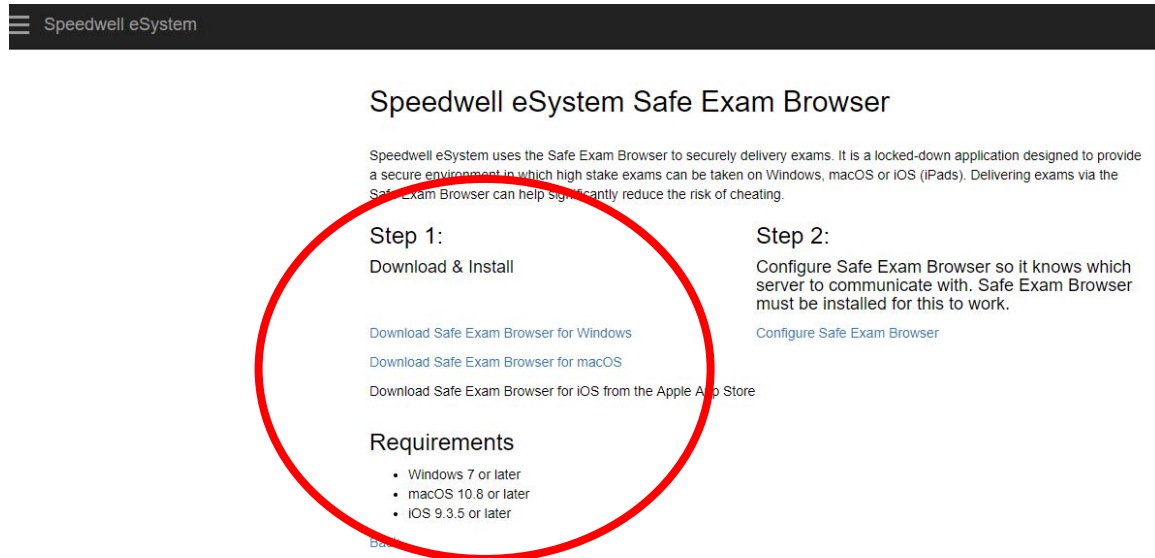 Speedwell eSystem
Speedwell eSystem Safe Exam Browser
Speedwell eSystem uses the Safe Exam Browser to securely delivery exams. It is a locked-down application designed to provide
a secure environment in which high stake exams can be taken on Windows, macOS or iOS (iPads). Delivering exams via the
Safe Exam Browser can help significantly reduce the risk of cheating.
Step 1:
Download & Install
Download Safe Exam Browser for Windows
Download Safe Exam Browser for macOS
Download Safe Exam Browser for iOS from the Apple App Store
Requirements
• Windows 7 or later
• macOS 10.8 or later
• iOS 9.3.5 or later
Back
Step 2:
Configure Safe Exam Browser so it knows which
server to communicate with. Safe Exam Browser
must be installed for this to work.
Configure Safe Exam Browser